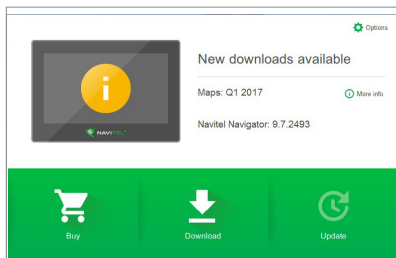 Options
New downloads available
Maps: Q1 2017
More info
Navitel Navigator: 9.7.2493
NAVITEL
Buy
Download
Update